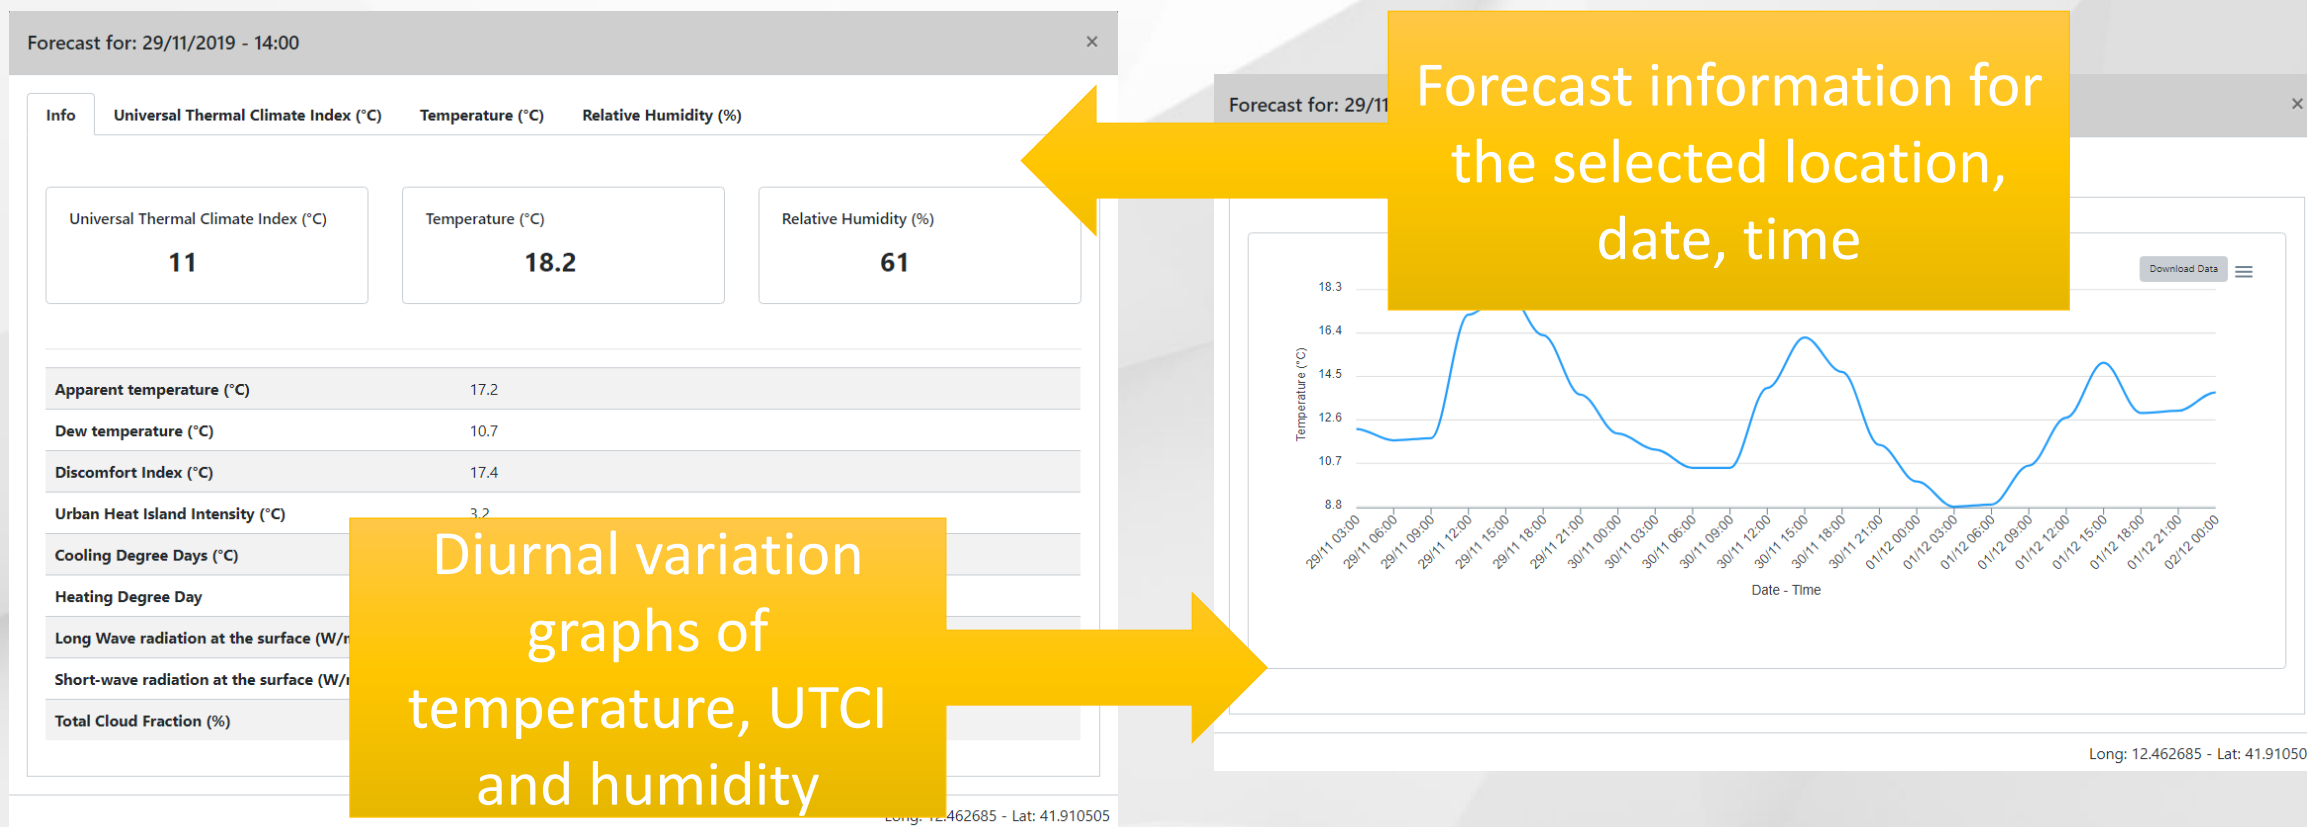 Forecast for: 29/11/2019 - 14:00 ×
Info Universal Thermal Climate Index (°C) Temperature (°C) Relative Humidity (%)
Universal Thermal Climate Index (°C)
11
Temperature (°C)
18.2
Relative Humidity (%)
61
Apparent temperature (°C) 17.2
Dew temperature (°C) 10.7
Discomfort Index (°C) 17.4
Urban Heat Island Intensity (°C) 3.2
Cooling Degree Days (°C)
Heating Degree Day
Long Wave radiation at the surface
Short-wave radiation at the surface
Total Cloud Fraction (%)
Long: 12.462685 - Lat: 41.910505
Diurnal variation
graphs of
temperature, UTCI
and humidity
Forecast information for
the selected location,
date, time
Forecast for: 29/11 ×
Download Data
18.3
16.4
14.5
12.6
10.7
8.8
Temperature (°C)
29/11 03:00
29/11 06:00
29/11 09:00
29/11 12:00
29/11 15:00
29/11 18:00
29/11 21:00
30/11 00:00
30/11 03:00
30/11 06:00
30/11 09:00
30/11 12:00
30/11 15:00
30/11 18:00
30/11 21:00
01/12 00:00
01/12 03:00
01/12 06:00
01/12 09:00
01/12 12:00
01/12 15:00
01/12 18:00
01/12 21:00
02/12 00:00
Date - Time
Long: 12.462685 - Lat: 41.91050